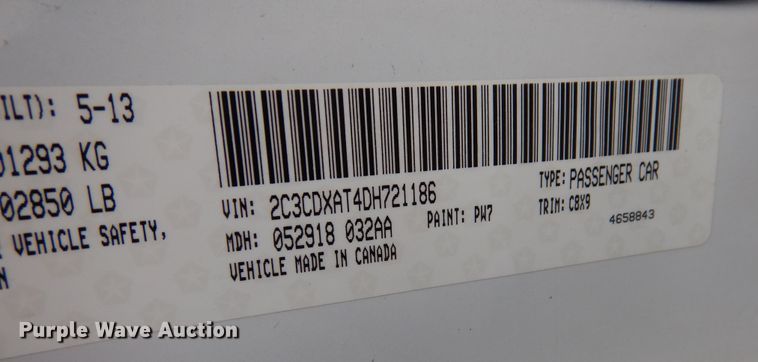 ILT): 5-13
01293 KG
02850 LB
VEHICLE SAFETY,
N
VIN: 2C3CDXAT4DH721186
TYPE: PASSENGER CAR
MDH: 052918 032AA
PAINT: PW7
TRIM: C8X9
VEHICLE MADE IN CANADA
4658843
Purple Wave Auction